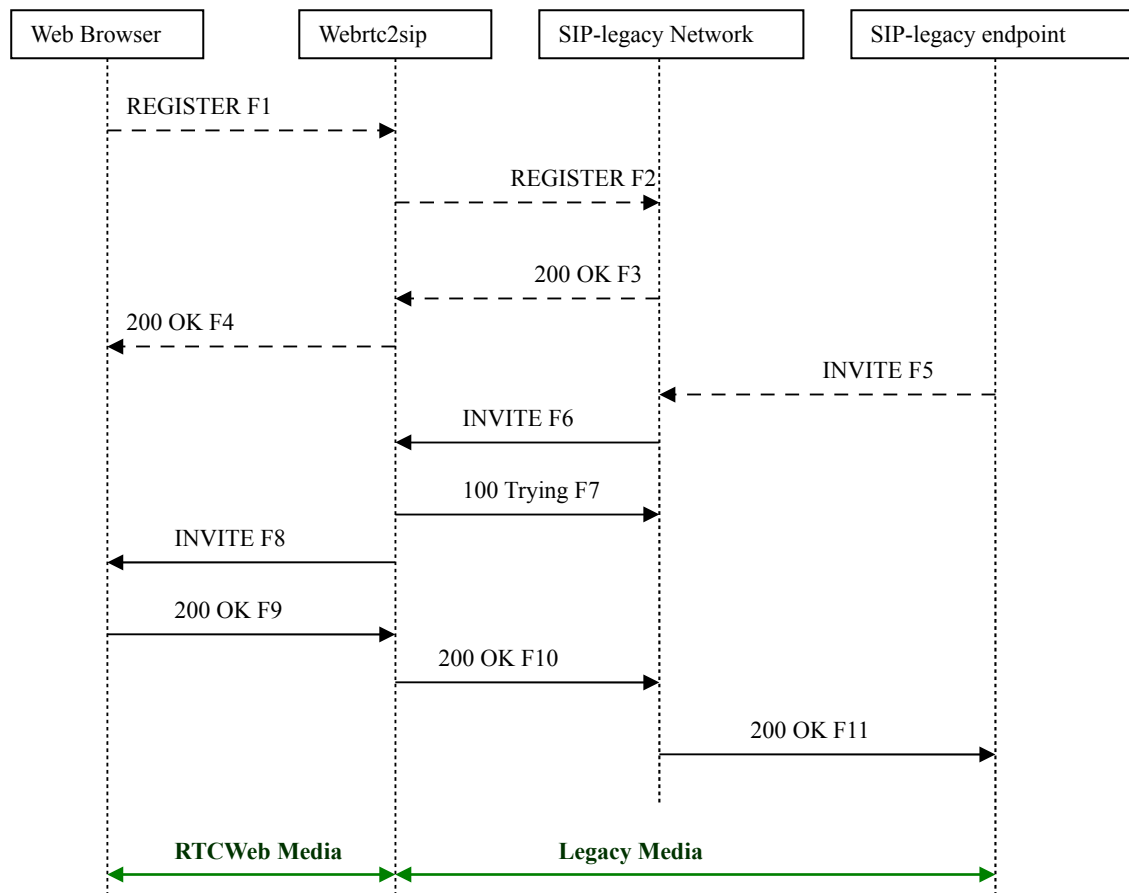 Web Browser
Webrtc2sip
SIP-legacy Network
SIP-legacy endpoint
REGISTER F1
REGISTER F2
200 OK F3
200 OK F4
INVITE F5
INVITE F6
100 Trying F7
INVITE F8
200 OK F9
200 OK F10
200 OK F11
RTCWeb Media
Legacy Media